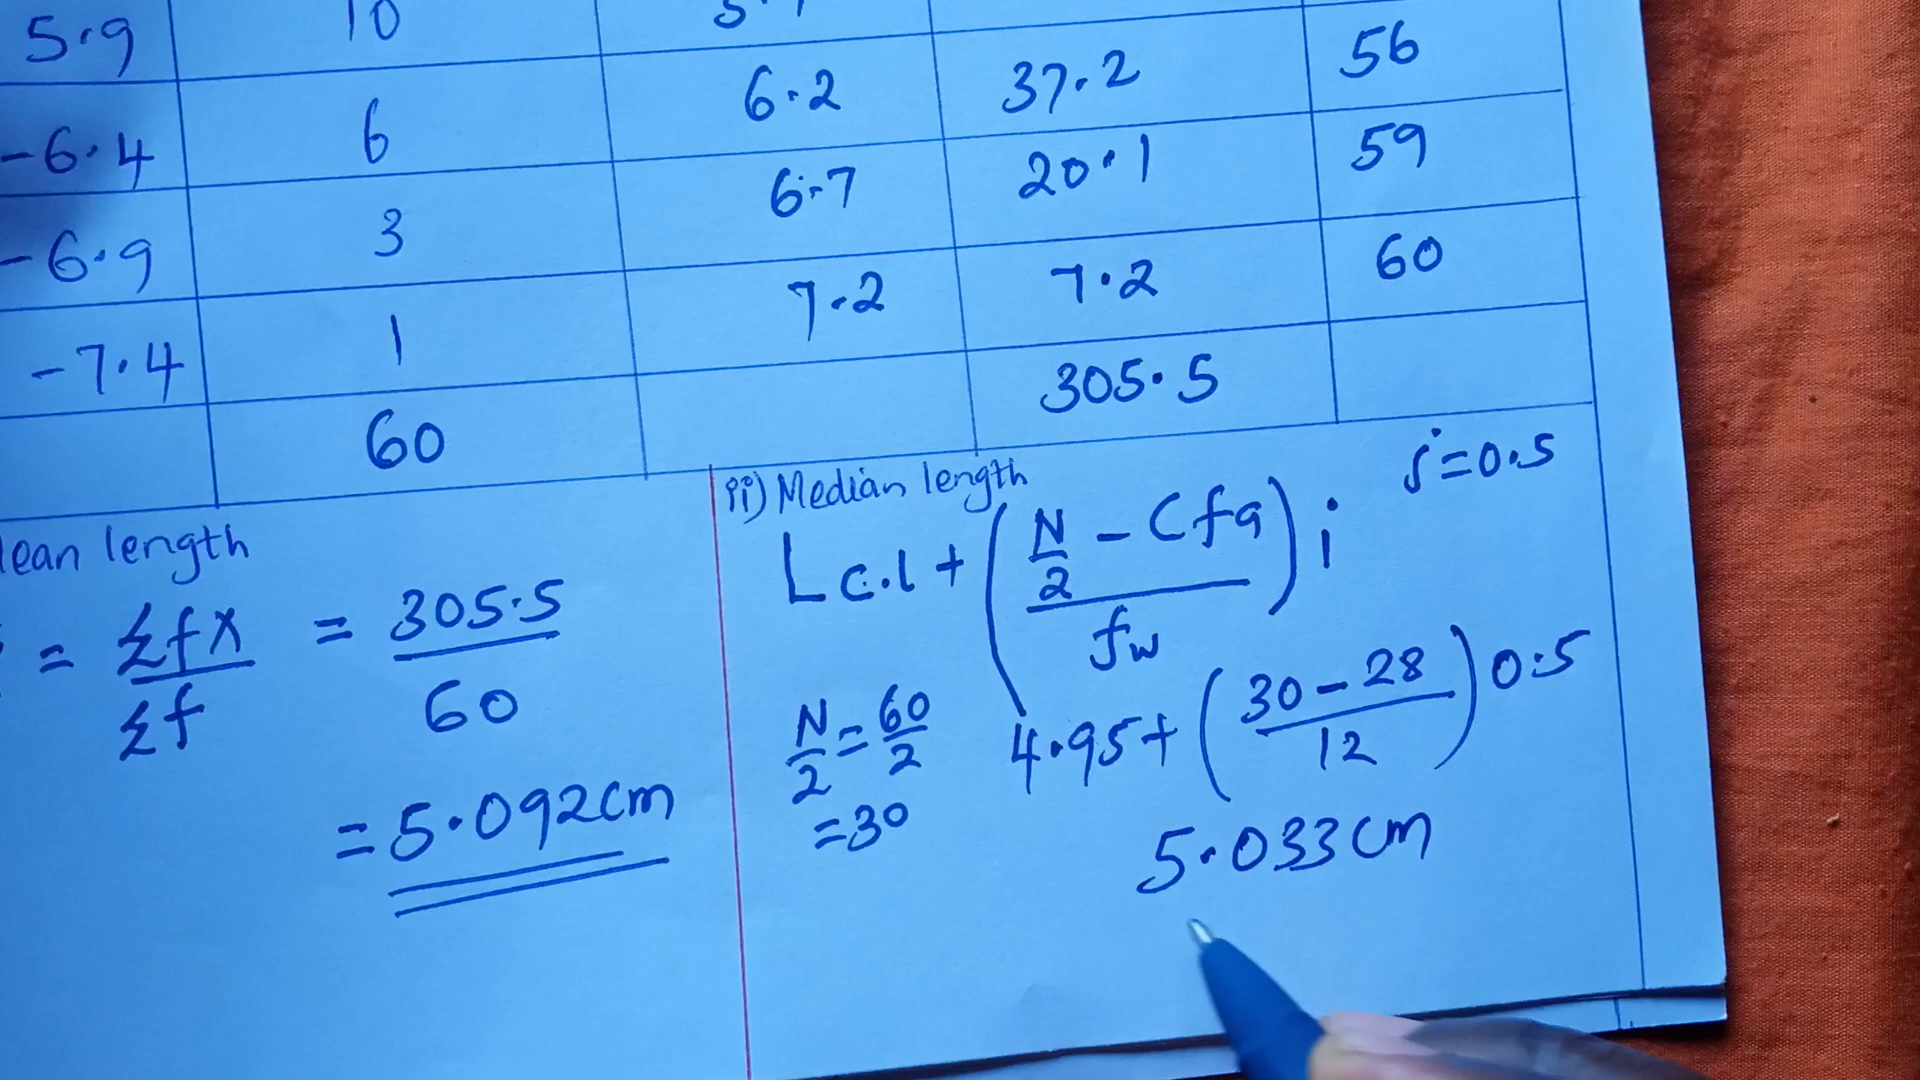 5.9 10 5.7
-6.4 6 6.2 37.2 56
-6.9 3 6.7 20.1 59
-7.4 1 7.2 7.2 60
60 305.5
ean length
= ΣfX/Σf = 305.5/60
= 5.092cm
ii) Median length
i=0.5
Lc.l + (N/2 - Cfa / fw) i
N/2 = 60/2
=30
4.95+ (30-28/12) 0.5
5.033cm